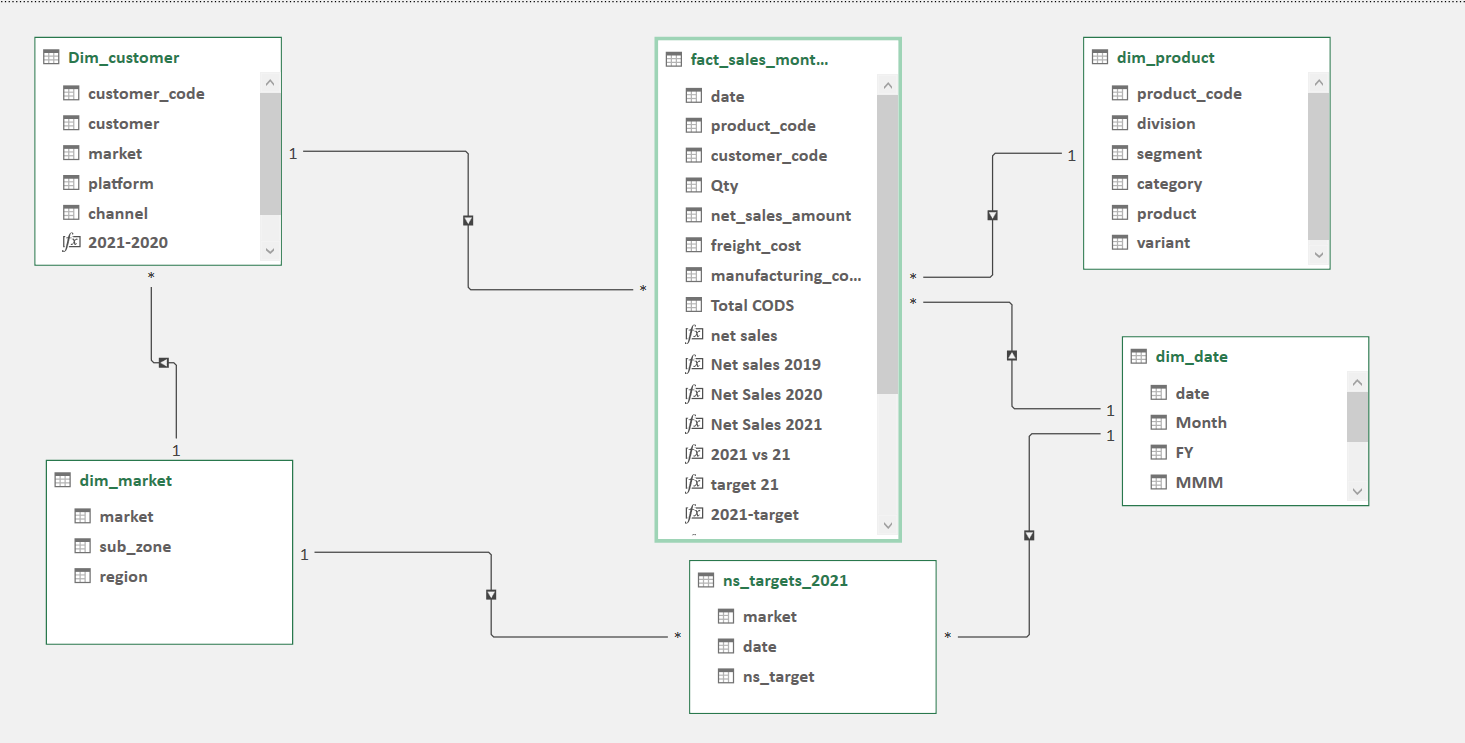 Dim_customer
customer_code
customer
market
platform
channel
2021-2020
fact_sales_mont...
date
product_code
customer_code
Qty
net_sales_amount
freight_cost
manufacturing_co...
Total CODS
net sales
Net sales 2019
Net Sales 2020
Net Sales 2021
2021 vs 21
target 21
2021-target
dim_product
product_code
division
segment
category
product
variant
dim_date
date
Month
FY
MMM
dim_market
market
sub_zone
region
ns_targets_2021
market
date
ns_target
1
*
1
*
*
1
1
*
1
1
*
*